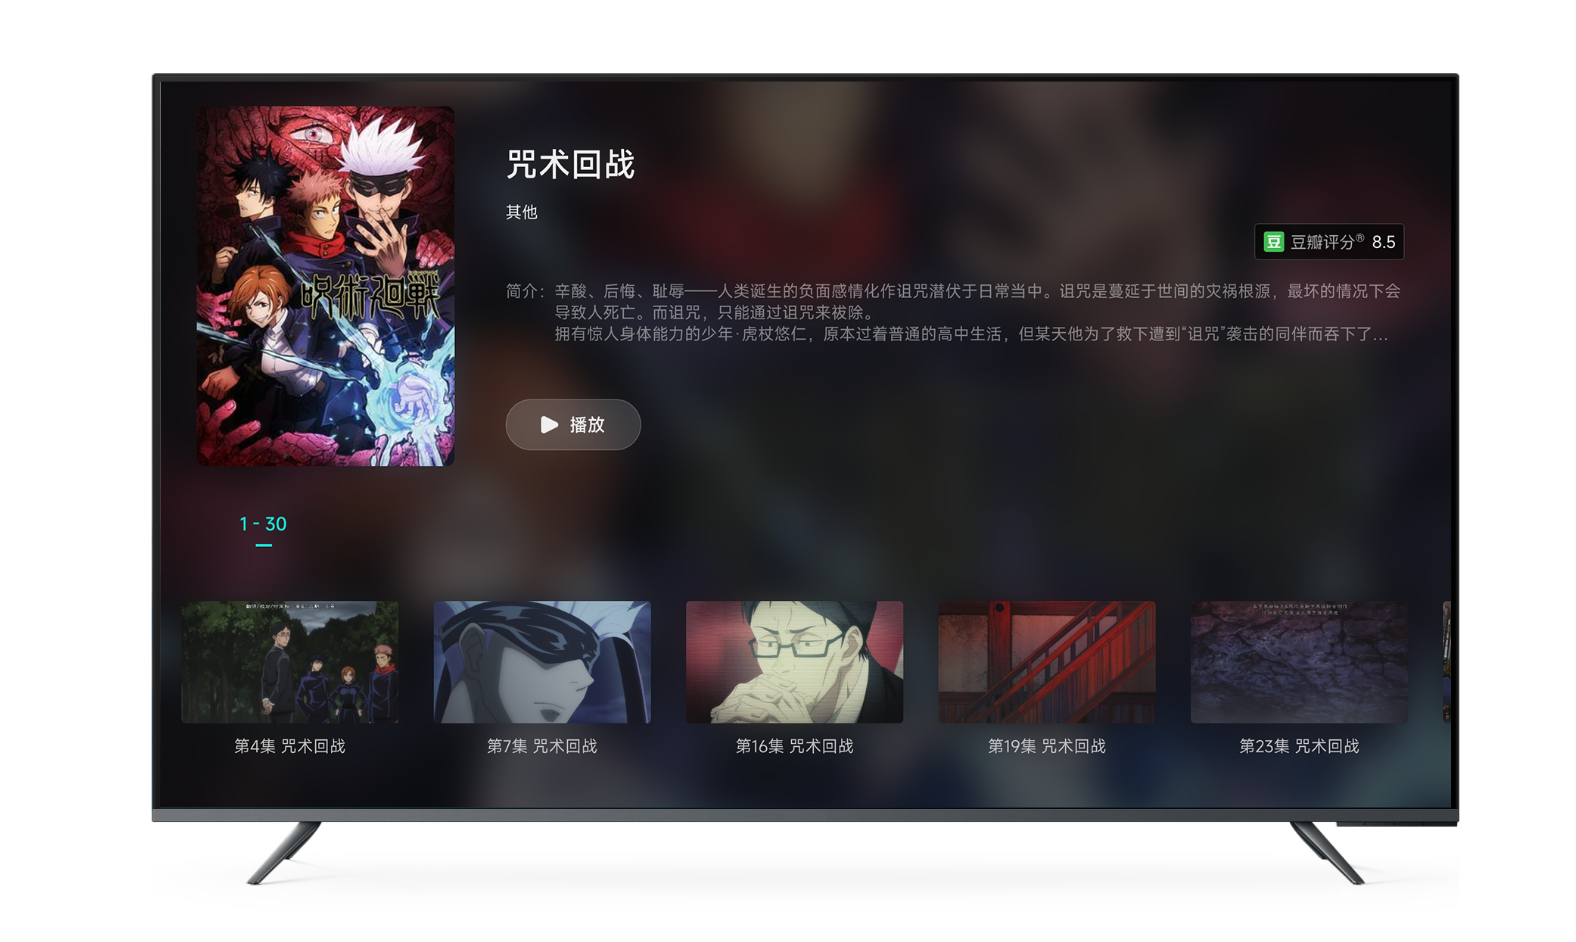 咒术回战
其他
豆 豆瓣评分® 8.5
简介：辛酸、后悔、耻辱——人类诞生的负面感情化作诅咒潜伏于日常当中。诅咒是蔓延于世间的灾祸根源，最坏的情况下会
导致人死亡。而诅咒，只能通过诅咒来祓除。
拥有惊人身体能力的少年·虎杖悠仁，原本过着普通的高中生活，但某天他为了救下遭到“诅咒”袭击的同伴而吞下了...
呪術廻戦
播放
1 - 30
第4集 咒术回战
第7集 咒术回战
第16集 咒术回战
第19集 咒术回战
第23集 咒术回战